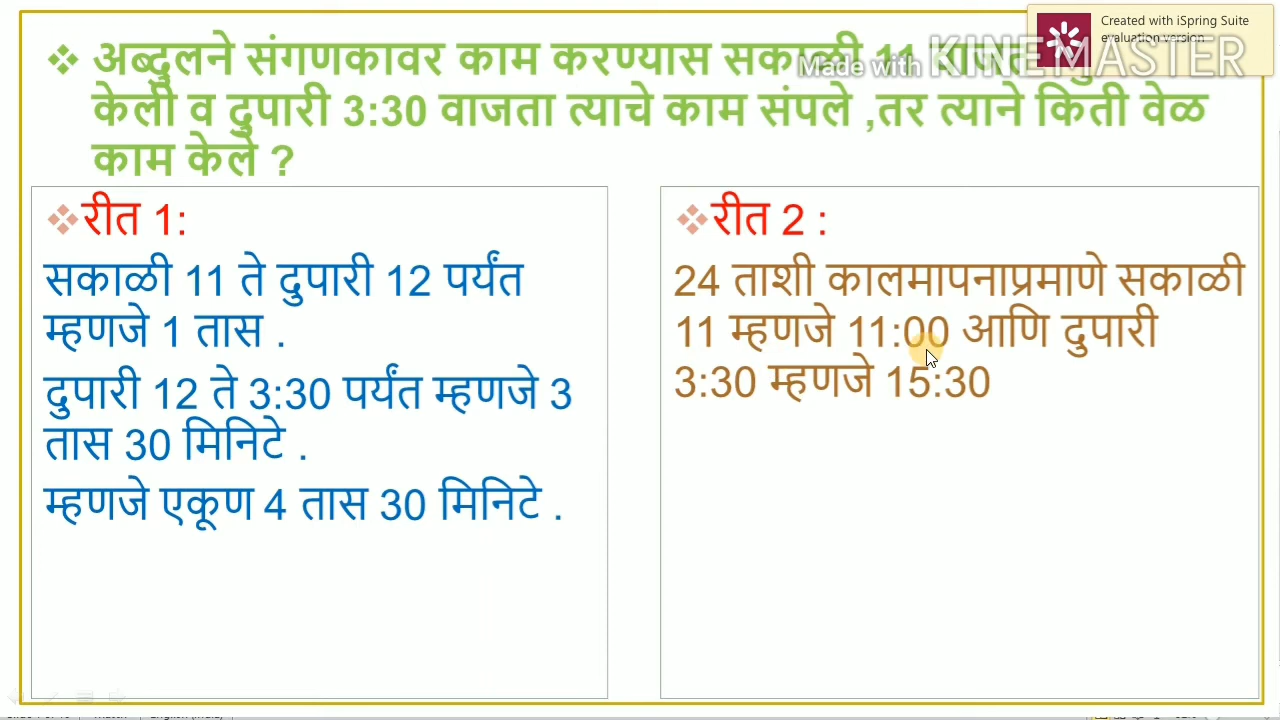 Created with iSpring Suite
evaluation version
Made with KINEMASTER
❖ अब्दुलने संगणकावर काम करण्यास सकाळी 11
केली व दुपारी 3:30 वाजता त्याचे काम संपले ,तर त्याने किती वेळ
काम केले ?
❖रीत 1:
सकाळी 11 ते दुपारी 12 पर्यंत
म्हणजे 1 तास .
दुपारी 12 ते 3:30 पर्यंत म्हणजे 3
तास 30 मिनिटे .
म्हणजे एकूण 4 तास 30 मिनिटे .
❖रीत 2 :
24 ताशी कालमापनाप्रमाणे सकाळी
11 म्हणजे 11:00 आणि दुपारी
3:30 म्हणजे 15:30